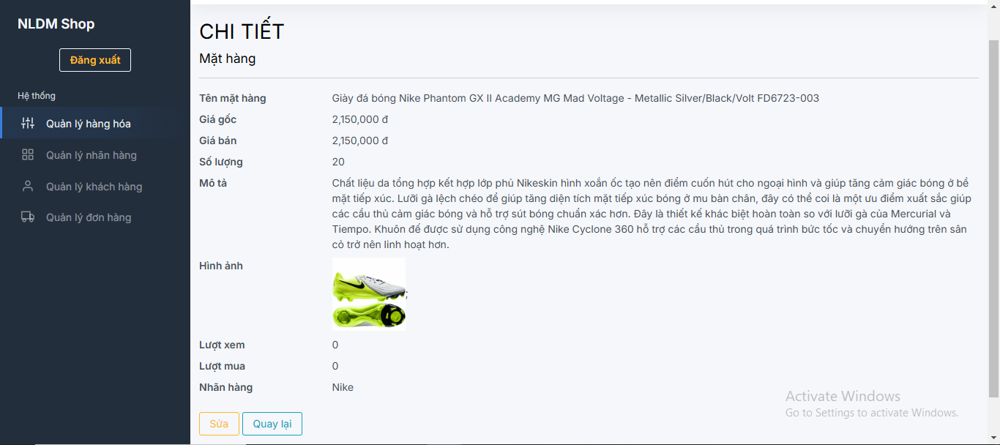 NLDM Shop
Đăng xuất
Hệ thống
Quản lý hàng hóa
Quản lý nhãn hàng
Quản lý khách hàng
Quản lý đơn hàng
CHI TIẾT
Mặt hàng
Tên mặt hàng Giày đá bóng Nike Phantom GX II Academy MG Mad Voltage - Metallic Silver/Black/Volt FD6723-003
Giá gốc 2,150,000 đ
Giá bán 2,150,000 đ
Số lượng 20
Mô tả Chất liệu da tổng hợp kết hợp lớp phủ Nikeskin hình xoắn ốc tạo nên điểm cuốn hút cho ngoại hình và giúp tăng cảm giác bóng ở bề
mặt tiếp xúc. Lưỡi gà lệch chéo để giúp tăng diện tích mặt tiếp xúc bóng ở mu bàn chân, đây có thể coi là một ưu điểm xuất sắc giúp
các cầu thủ cảm giác bóng và hỗ trợ sút bóng chuẩn xác hơn. Đây là thiết kế khác biệt hoàn toàn so với lưỡi gà của Mercurial và
Tiempo. Khuôn đế được sử dụng công nghệ Nike Cyclone 360 hỗ trợ các cầu thủ trong quá trình bức tốc và chuyển hướng trên sân
cỏ trở nên linh hoạt hơn.
Hình ảnh
Lượt xem 0
Lượt mua 0
Nhãn hàng Nike
Sửa
Quay lại
Activate Windows
Go to Settings to activate Windows.